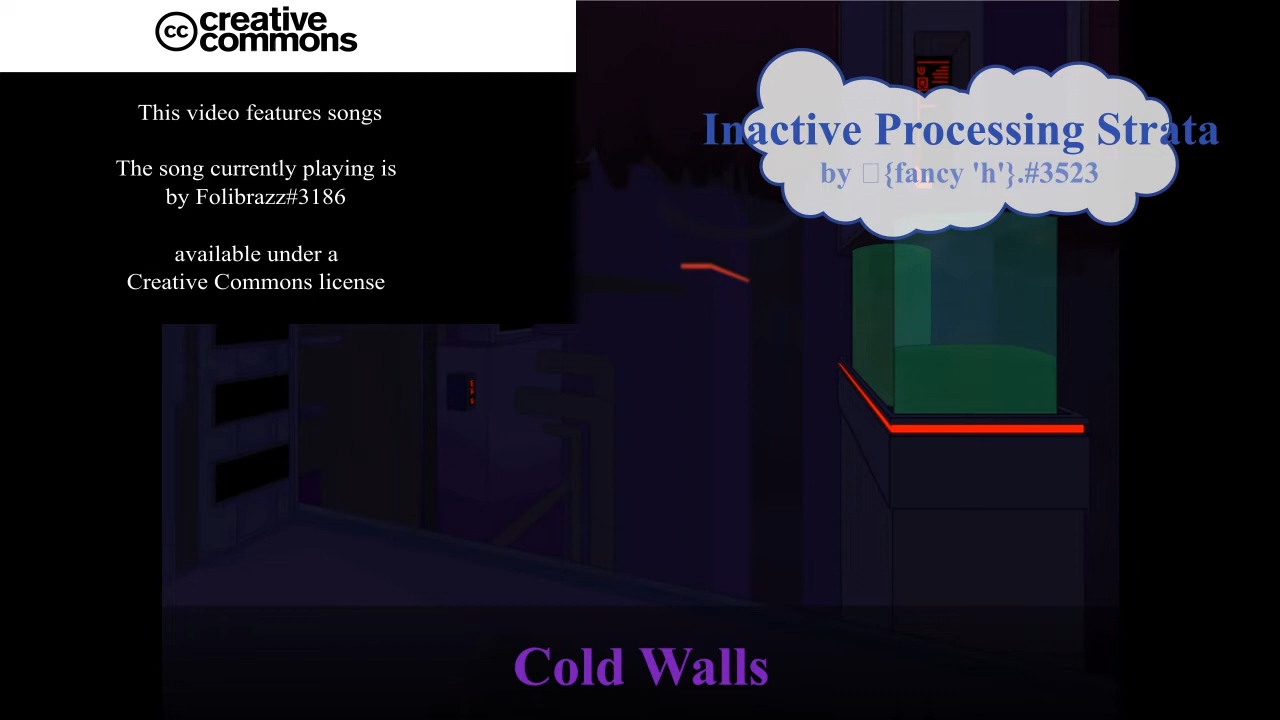 cc creative
commons
This video features songs
The song currently playing is
by Folibrazz#3186
available under a
Creative Commons license
Inactive Processing Strata
by □{fancy 'h'}.#3523
Cold Walls